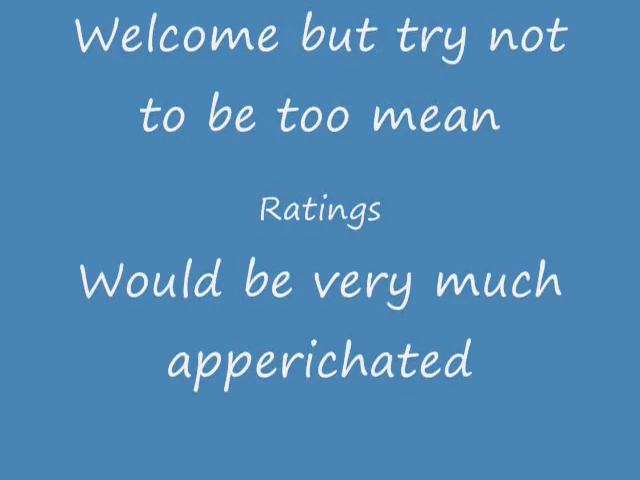 Welcome but try not
to be too mean
Ratings
Would be very much
apperichated